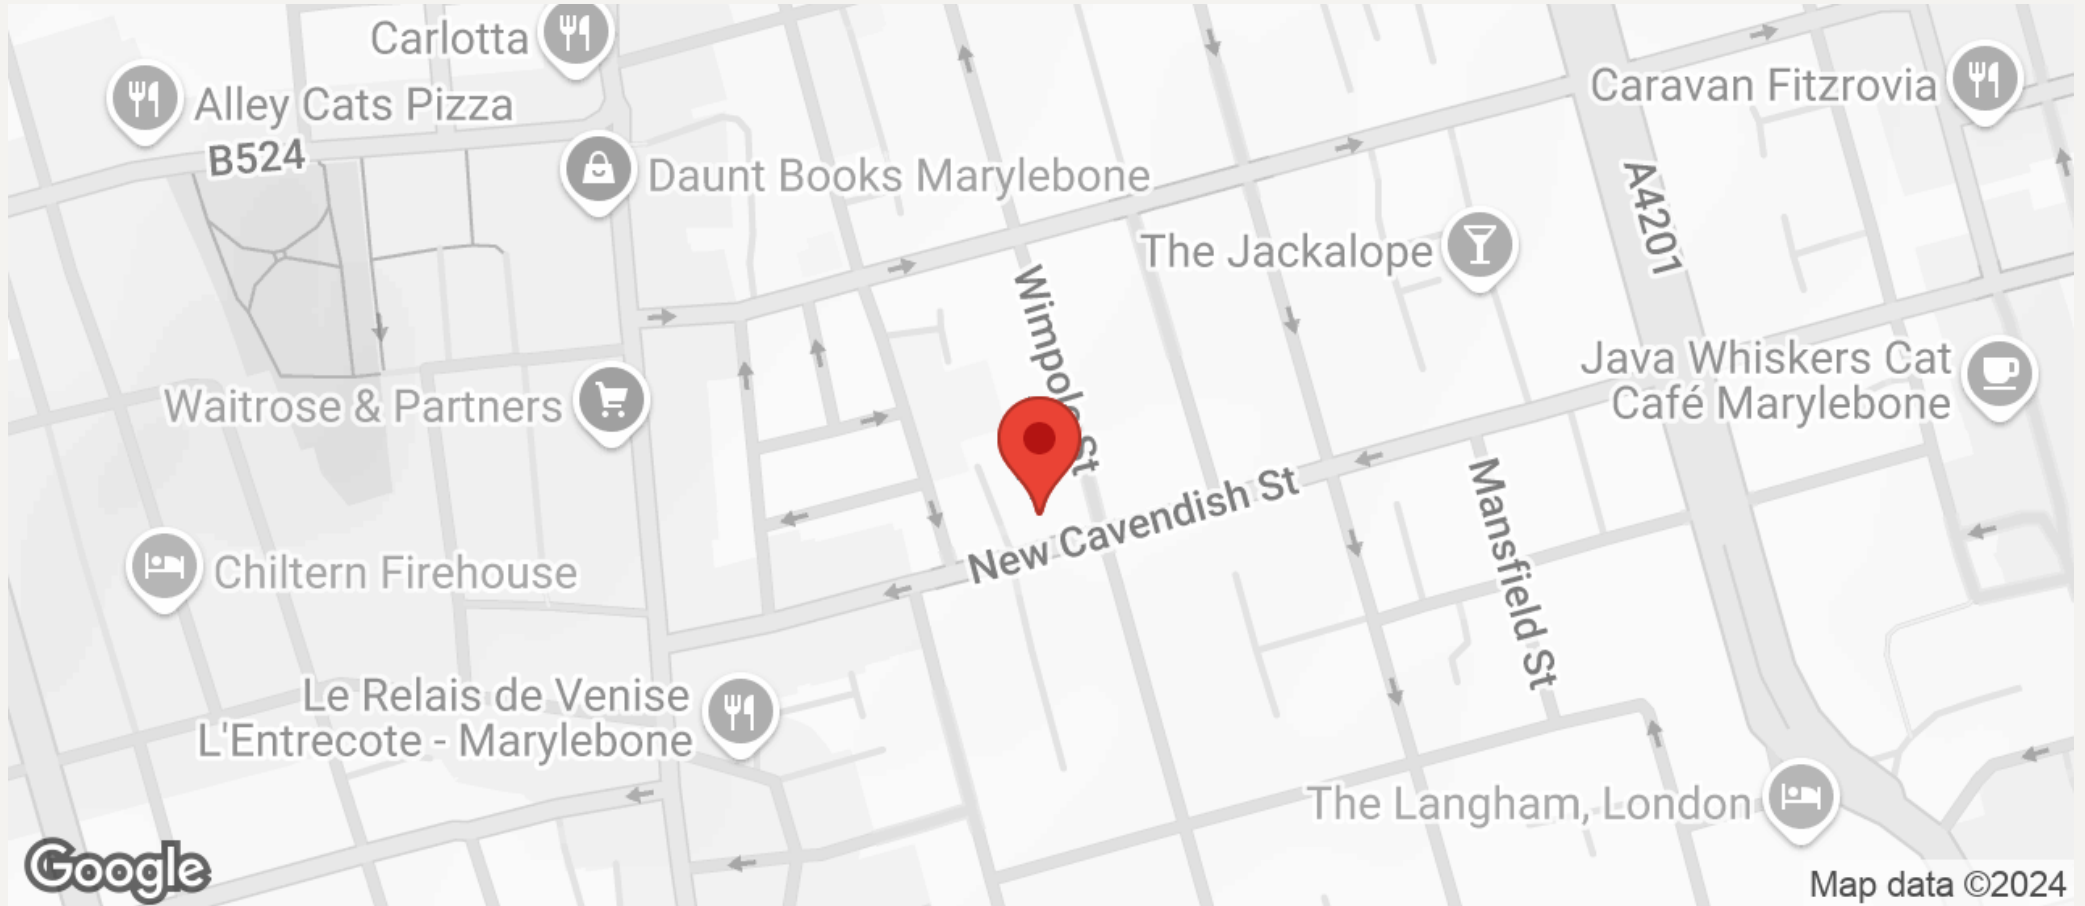 Carlotta
Alley Cats Pizza
B524
Caravan Fitzrovia
Daunt Books Marylebone
A4201
The Jackalope
Wimpole St
Java Whiskers Cat
Café Marylebone
Waitrose & Partners
New Cavendish St
Mansfield St
Chiltern Firehouse
Le Relais de Venise
L'Entrecote - Marylebone
The Langham, London
Google
Map data ©2024